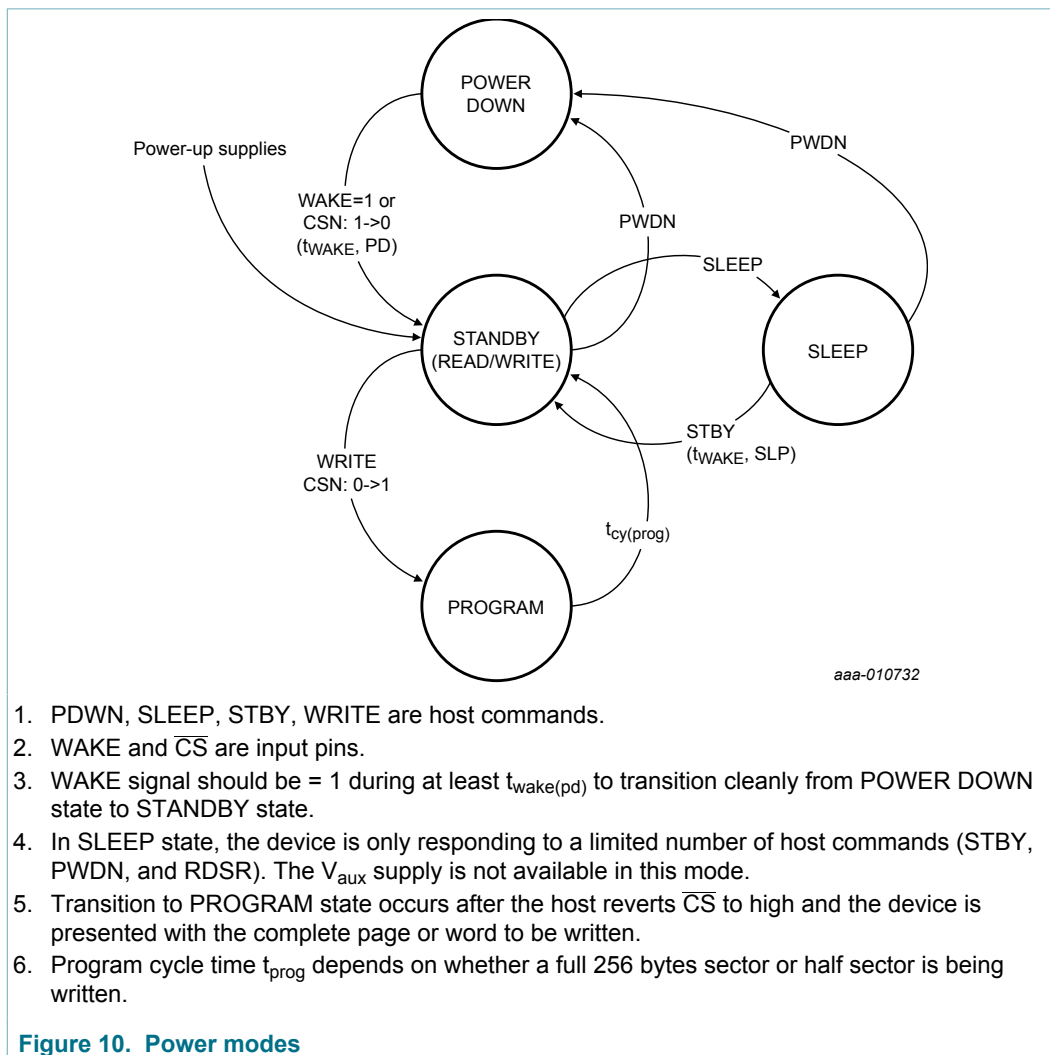 POWER
DOWN
Power-up supplies
PWDN
WAKE=1 or
CSN: 1->0
(tWAKE, PD)
PWDN
SLEEP
STANDBY
(READ/WRITE)
SLEEP
STBY
(tWAKE, SLP)
WRITE
CSN: 0->1
tcy(prog)
PROGRAM
aaa-010732
1. PDWN, SLEEP, STBY, WRITE are host commands.
2. WAKE and C̅S̅ are input pins.
3. WAKE signal should be = 1 during at least twake(pd) to transition cleanly from POWER DOWN
state to STANDBY state.
4. In SLEEP state, the device is only responding to a limited number of host commands (STBY,
PWDN, and RDSR). The Vaux supply is not available in this mode.
5. Transition to PROGRAM state occurs after the host reverts C̅S̅ to high and the device is
presented with the complete page or word to be written.
6. Program cycle time tprog depends on whether a full 256 bytes sector or half sector is being
written.
Figure 10. Power modes